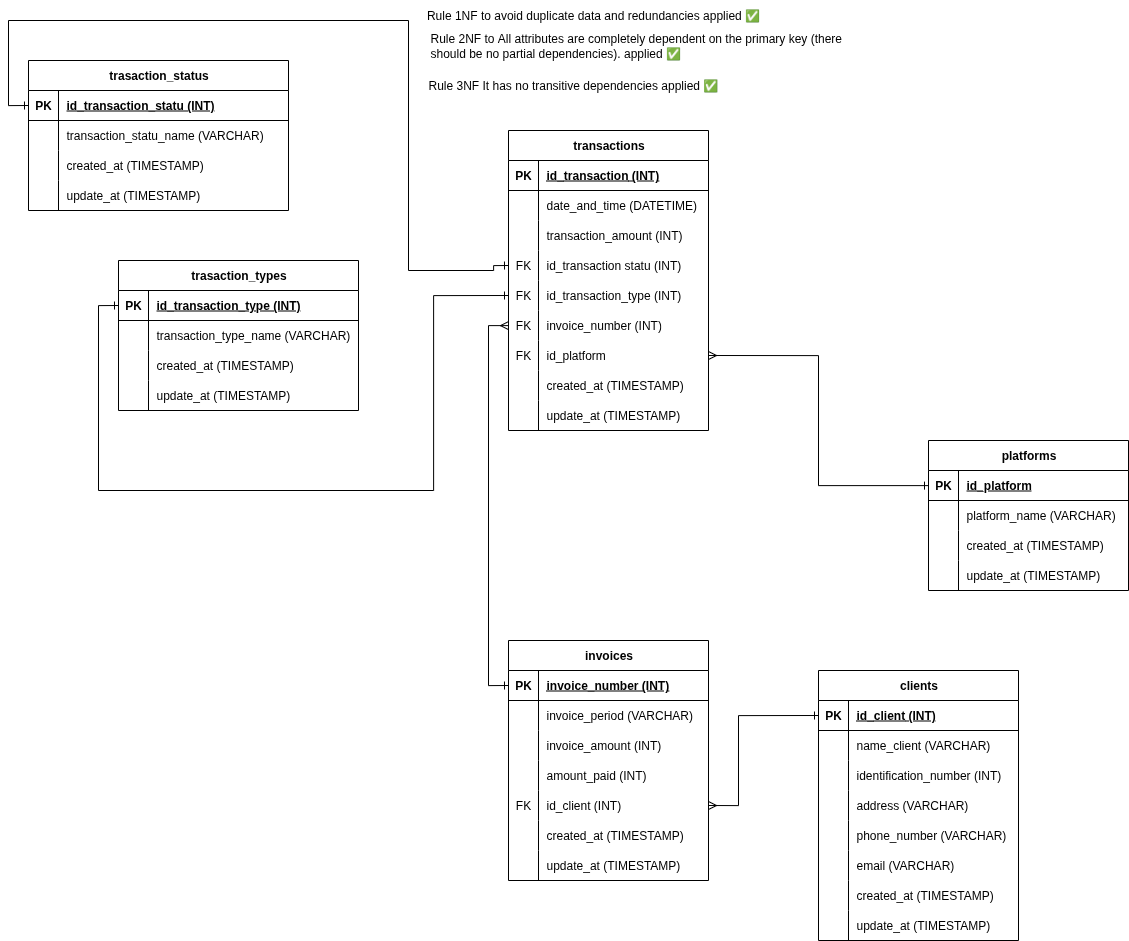 Rule 1NF to avoid duplicate data and redundancies applied ✅
Rule 2NF to All attributes are completely dependent on the primary key (there
should be no partial dependencies). applied ✅
Rule 3NF It has no transitive dependencies applied ✅
trasaction_status
PK id_transaction_statu (INT)
transaction_statu_name (VARCHAR)
created_at (TIMESTAMP)
update_at (TIMESTAMP)
trasaction_types
PK id_transaction_type (INT)
transaction_type_name (VARCHAR)
created_at (TIMESTAMP)
update_at (TIMESTAMP)
transactions
PK id_transaction (INT)
date_and_time (DATETIME)
transaction_amount (INT)
FK id_transaction statu (INT)
FK id_transaction_type (INT)
FK invoice_number (INT)
FK id_platform
created_at (TIMESTAMP)
update_at (TIMESTAMP)
platforms
PK id_platform
platform_name (VARCHAR)
created_at (TIMESTAMP)
update_at (TIMESTAMP)
invoices
PK invoice_number (INT)
invoice_period (VARCHAR)
invoice_amount (INT)
amount_paid (INT)
FK id_client (INT)
created_at (TIMESTAMP)
update_at (TIMESTAMP)
clients
PK id_client (INT)
name_client (VARCHAR)
identification_number (INT)
address (VARCHAR)
phone_number (VARCHAR)
email (VARCHAR)
created_at (TIMESTAMP)
update_at (TIMESTAMP)